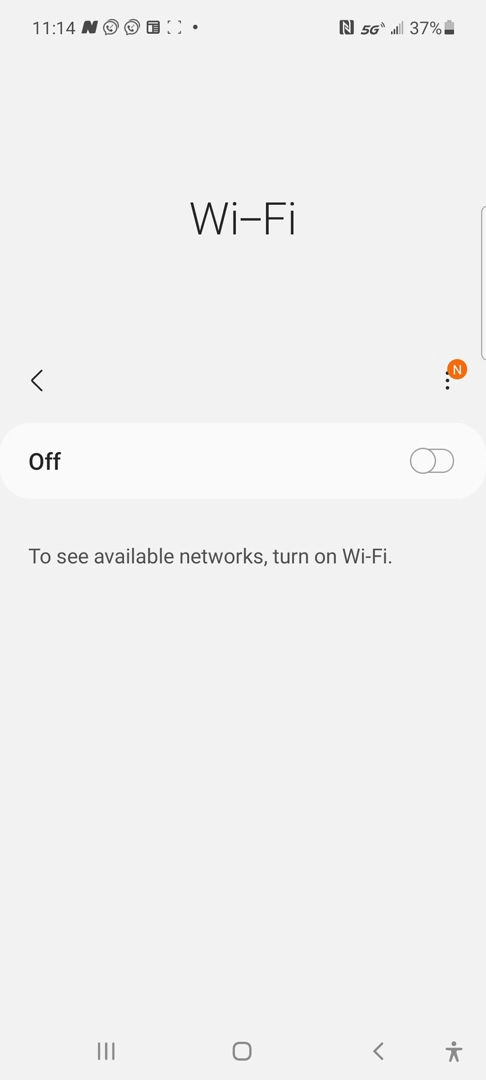 11:14 N 5G 37%
Wi-Fi
N
Off
To see available networks, turn on Wi-Fi.